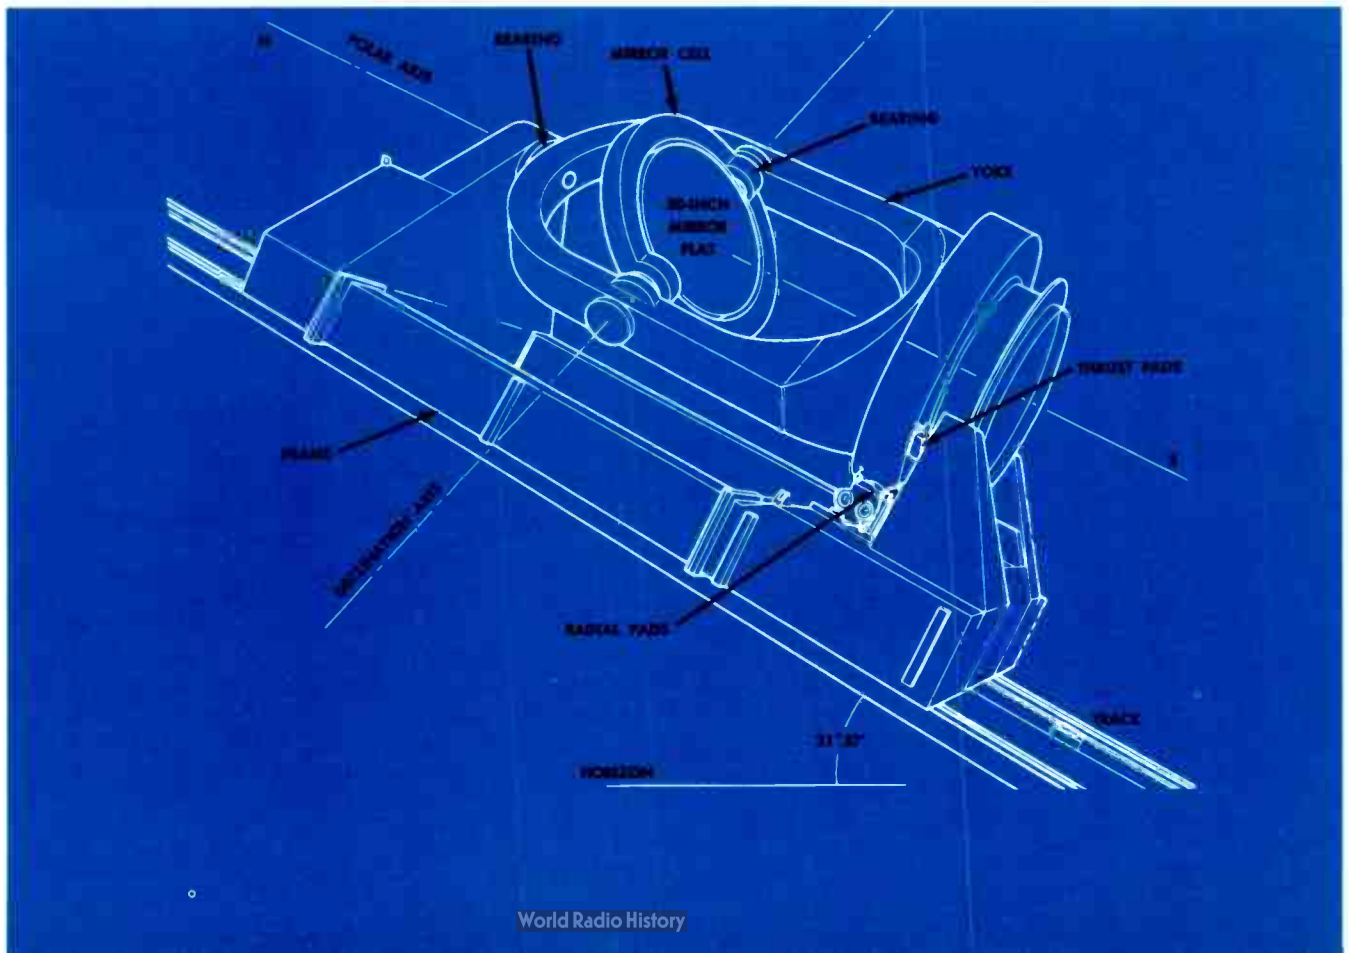 N
POLAR AXIS
BEARING
MIRROR CELL
BEARING
YOKE
80-INCH
MIRROR
FLAT
THRUST PADS
FRAME
S
DECLINATION AXIS
RADIAL PADS
TRACK
HORIZON
World Radio History